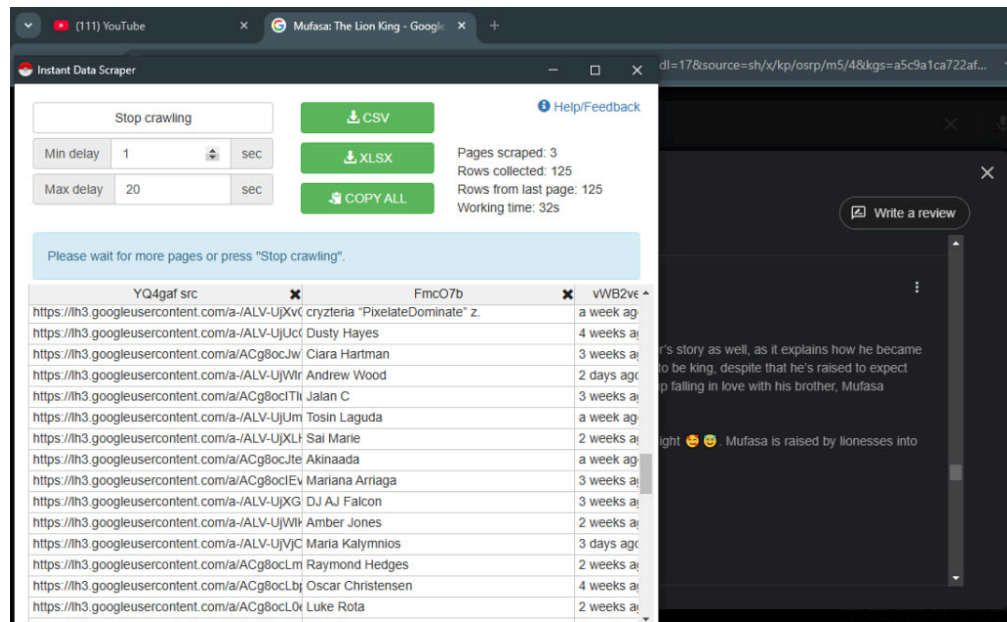 (111) YouTube
Mufasa: The Lion King - Google
Instant Data Scraper
dl=17&source=sh/x/kp/osrp/m5/4&kgs=a5c9a1ca722af...
Stop crawling
CSV
Help/Feedback
Min delay 1 sec
XLSX
Pages scraped: 3
Rows collected: 125
Max delay 20 sec
COPY ALL
Rows from last page: 125
Working time: 32s
Write a review
Please wait for more pages or press "Stop crawling".
YQ4gaf src FmcO7b vWB2ve
https://lh3.googleusercontent.com/a-/ALV-UjXv cryzteria “PixelateDominate” z. a week ag
https://lh3.googleusercontent.com/a-/ALV-UjUc Dusty Hayes 4 weeks a
https://lh3.googleusercontent.com/a/ACg8ocJw Ciara Hartman 3 weeks a
https://lh3.googleusercontent.com/a-/ALV-UjWIr Andrew Wood 2 days ago
https://lh3.googleusercontent.com/a/ACg8ocITI Jalan C 3 weeks a
https://lh3.googleusercontent.com/a-/ALV-UjUm Tosin Laguda a week ag
https://lh3.googleusercontent.com/a-/ALV-UjXL Sai Marie 2 weeks a
https://lh3.googleusercontent.com/a/ACg8ocJte Akinaada a week ag
https://lh3.googleusercontent.com/a/ACg8ocIEv Mariana Arriaga 3 weeks a
https://lh3.googleusercontent.com/a-/ALV-UjXG DJ AJ Falcon 3 weeks a
https://lh3.googleusercontent.com/a-/ALV-UjWI Amber Jones 2 weeks a
https://lh3.googleusercontent.com/a-/ALV-UjVjC Maria Kalymnios 3 days ago
https://lh3.googleusercontent.com/a/ACg8ocLm Raymond Hedges 2 weeks a
https://lh3.googleusercontent.com/a/ACg8ocLb Oscar Christensen 4 weeks a
https://lh3.googleusercontent.com/a/ACg8ocL0 Luke Rota 2 weeks a
r's story as well, as it explains how he became
to be king, despite that he's raised to expect
p falling in love with his brother, Mufasa
ight 🥰 😇. Mufasa is raised by lionesses into